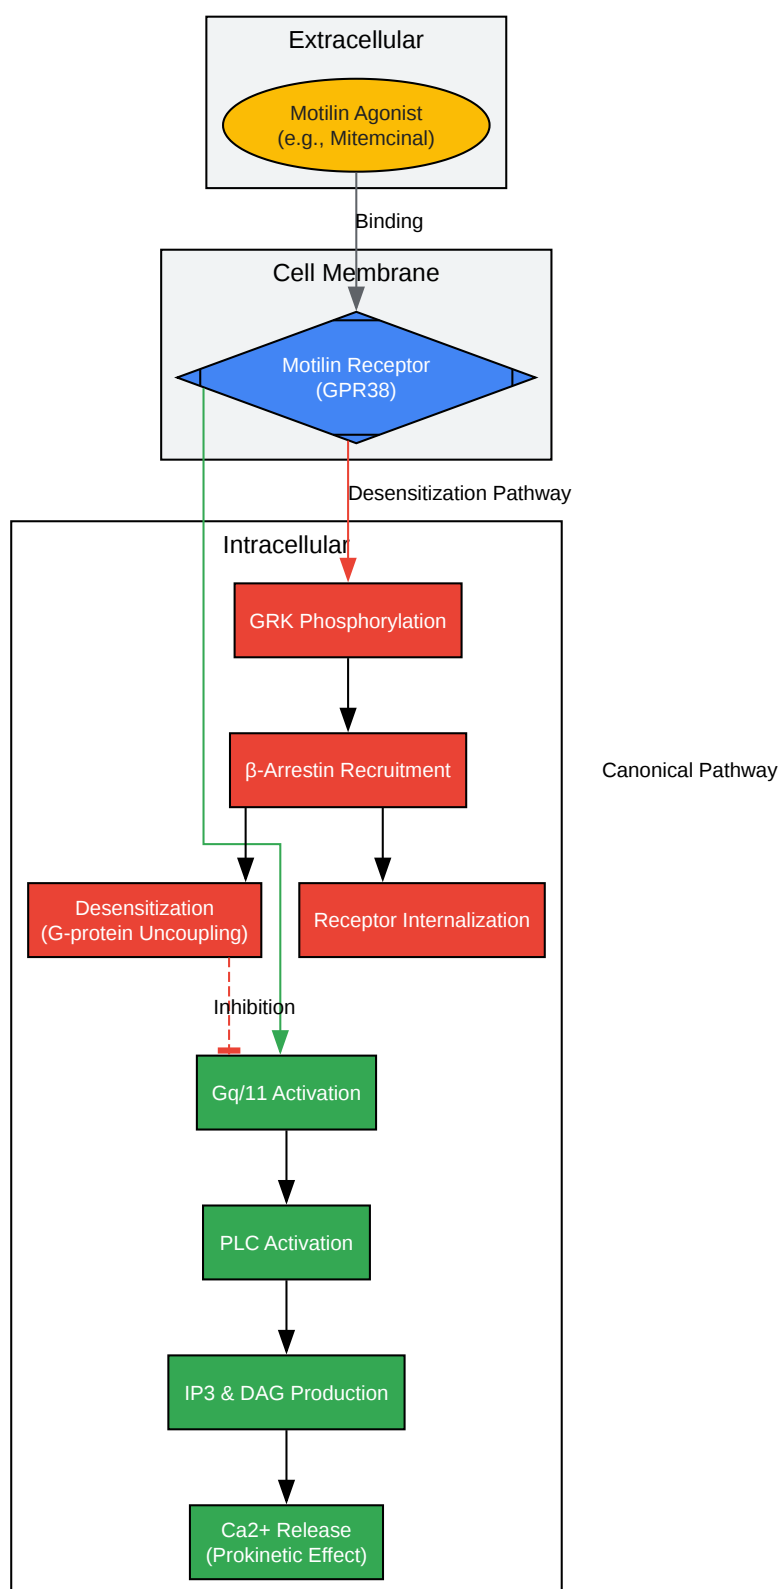 Extracellular
Motilin Agonist
(e.g., Mitemcinal)
Binding
Cell Membrane
Motilin Receptor
(GPR38)
Desensitization Pathway
Intracellular
GRK Phosphorylation
β-Arrestin Recruitment
Canonical Pathway
Desensitization
(G-protein Uncoupling)
Receptor Internalization
Inhibition
Gq/11 Activation
PLC Activation
IP3 & DAG Production
Ca2+ Release
(Prokinetic Effect)